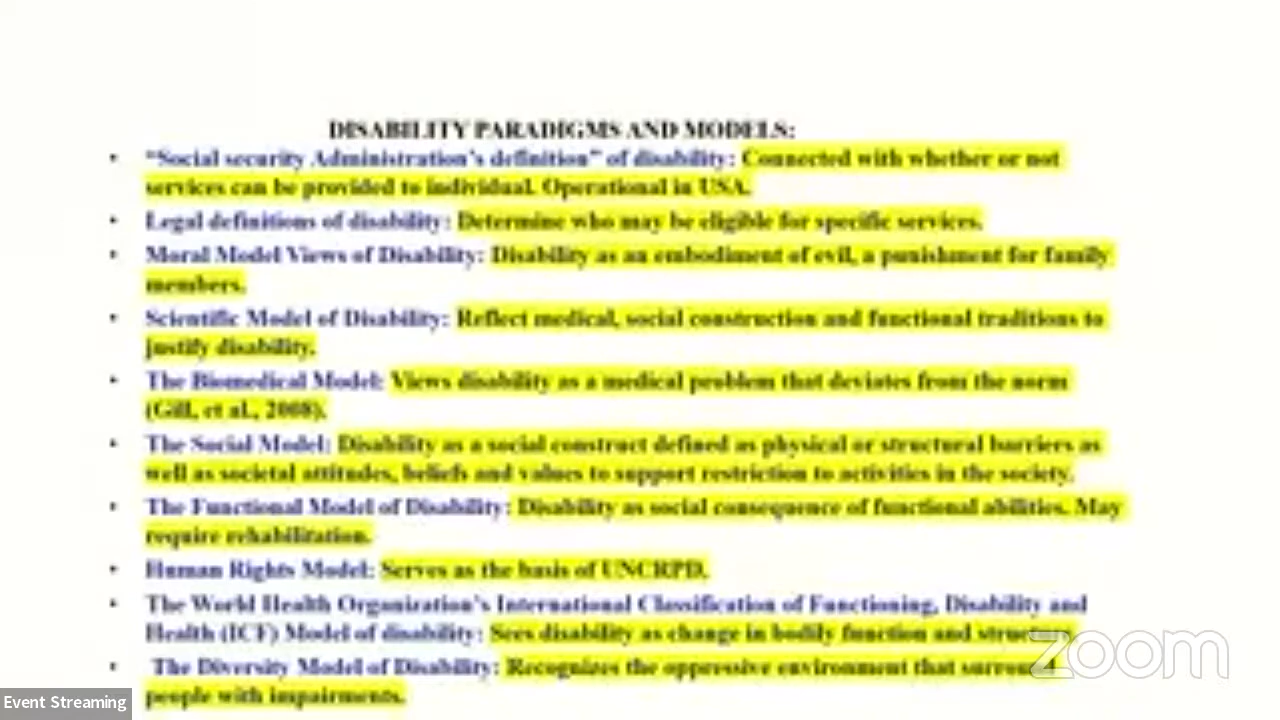 DISABILITY PARADIGMS AND MODELS:
• “Social security Administration’s definition” of disability: Connected with whether or not
services can be provided to individual. Operational in USA.
• Legal definitions of disability: Determine who may be eligible for specific services.
• Moral Model Views of Disability: Disability as an embodiment of evil, a punishment for family
members.
• Scientific Model of Disability: Reflect medical, social construction and functional traditions to
justify disability.
• The Biomedical Model: Views disability as a medical problem that deviates from the norm
(Gill, et al., 2008).
• The Social Model: Disability as a social construct defined as physical or structural barriers as
well as societal attitudes, beliefs and values to support restriction to activities in the society.
• The Functional Model of Disability: Disability as social consequence of functional abilities. May
require rehabilitation.
• Human Rights Model: Serves as the basis of UNCRPD.
• The World Health Organization’s International Classification of Functioning, Disability and
Health (ICF) Model of disability: Sees disability as change in bodily function and structure.
• The Diversity Model of Disability: Recognizes the oppressive environment that surround
people with impairments.
zoom
Event Streaming